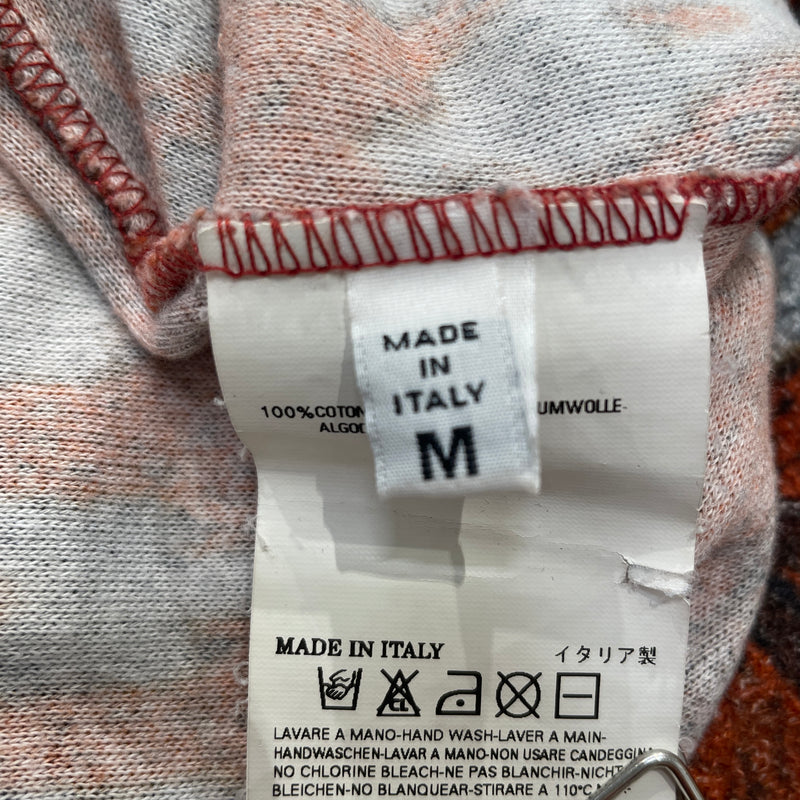 MADE
IN
ITALY
M
100%COTON UMWOLLE-
ALGO
MADE IN ITALY イタリア製
CL
LAVARE A MANO-HAND WASH-LAVER A MAIN-
HANDWASCHEN-LAVAR A MANO-NON USARE CANDEGGINA
NO CHLORINE BLEACH-NE PAS BLANCHIR-NICHT
BLEICHEN-NO BLANQUEAR-STIRARE A 110°C